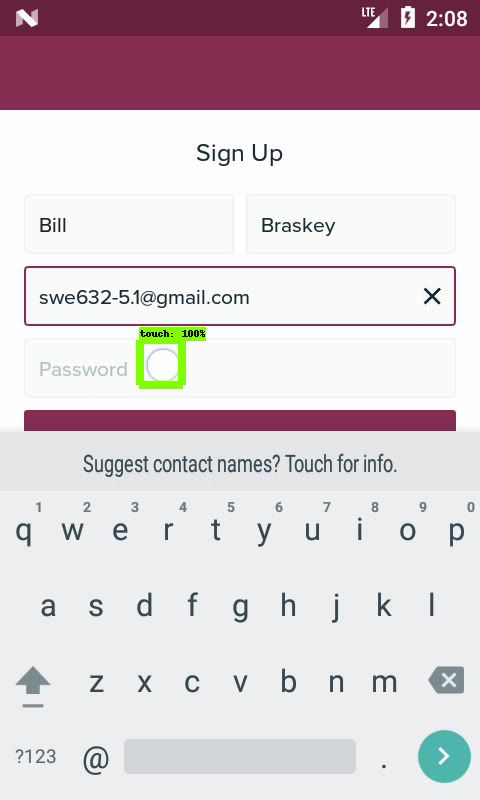 LTE 2:08
Sign Up
Bill Braskey
swe632-5.1@gmail.com
touch: 100%
Password
Suggest contact names? Touch for info.
1 2 3 4 5 6 7 8 9 0
q w e r t y u i o p
a s d f g h j k l
z x c v b n m
?123 @ .